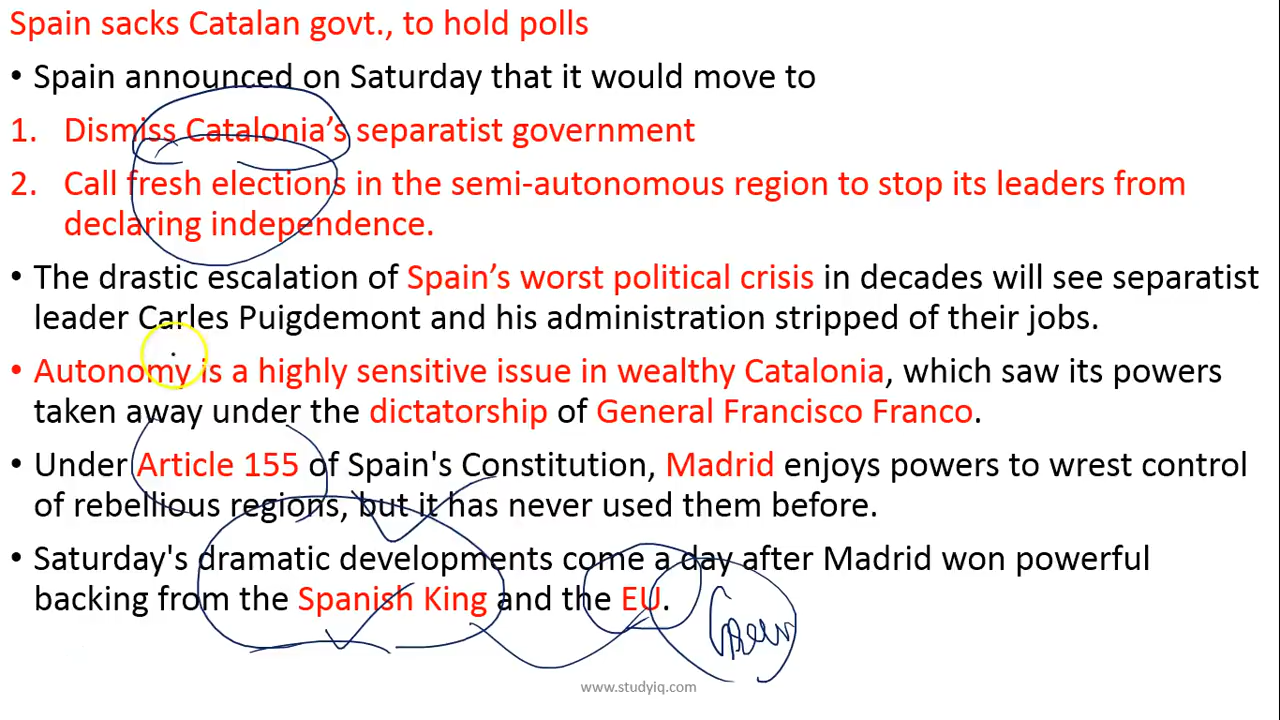 Spain sacks Catalan govt., to hold polls
• Spain announced on Saturday that it would move to
1. Dismiss Catalonia’s separatist government
2. Call fresh elections in the semi-autonomous region to stop its leaders from
declaring independence.
• The drastic escalation of Spain’s worst political crisis in decades will see separatist
leader Carles Puigdemont and his administration stripped of their jobs.
• Autonomy is a highly sensitive issue in wealthy Catalonia, which saw its powers
taken away under the dictatorship of General Francisco Franco.
• Under Article 155 of Spain's Constitution, Madrid enjoys powers to wrest control
of rebellious regions, but it has never used them before.
• Saturday's dramatic developments come a day after Madrid won powerful
backing from the Spanish King and the EU.
www.studyiq.com